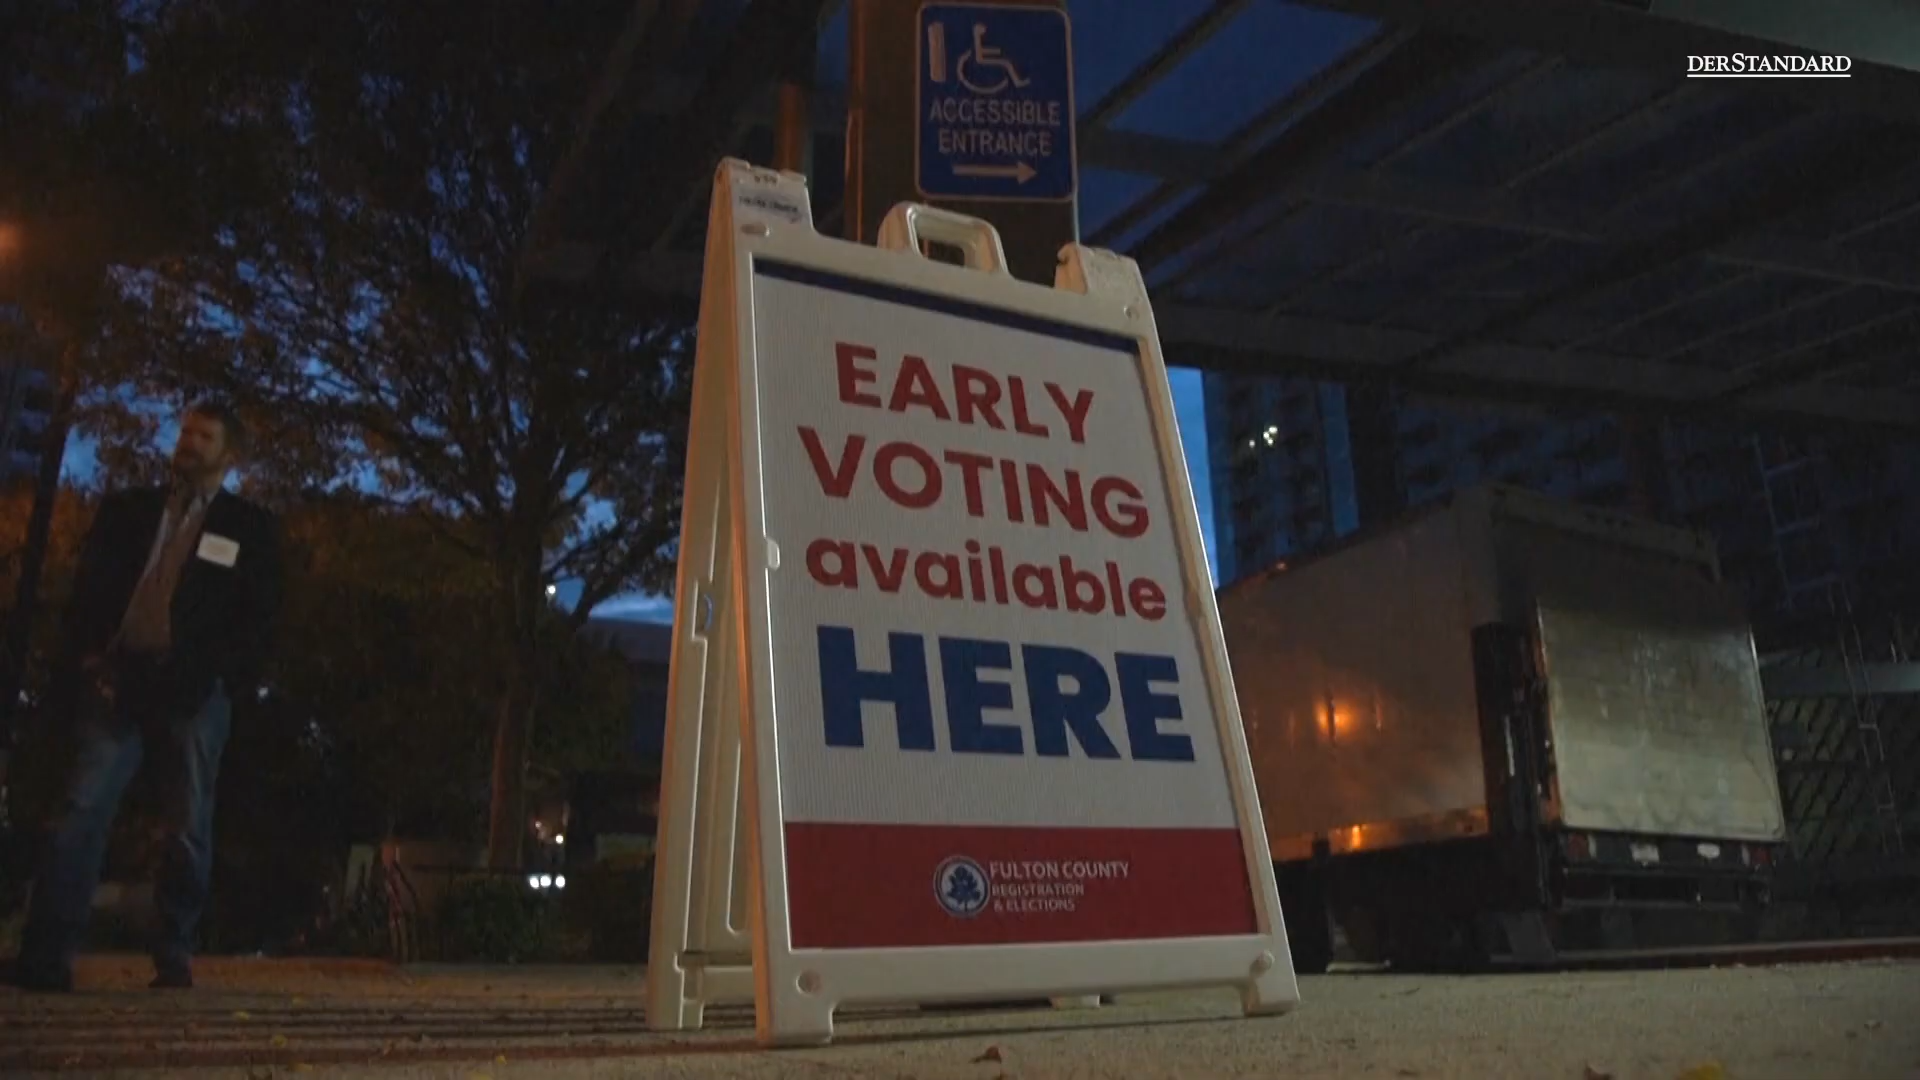 DERSTANDARD
ACCESSIBLE
ENTRANCE
EARLY
VOTING
available
HERE
FULTON COUNTY
REGISTRATION
& ELECTIONS